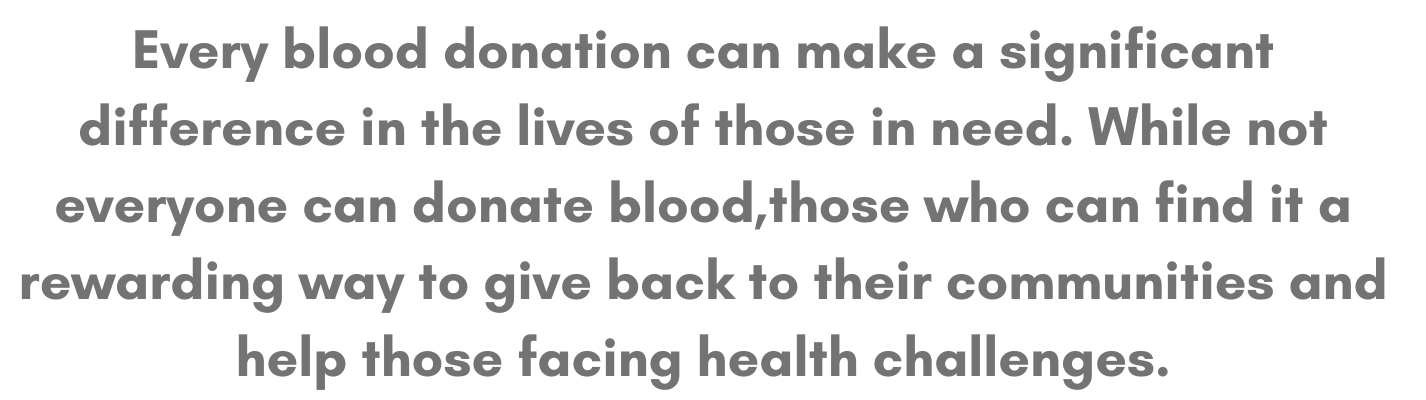 Every blood donation can make a significant
difference in the lives of those in need. While not
everyone can donate blood,those who can find it a
rewarding way to give back to their communities and
help those facing health challenges.